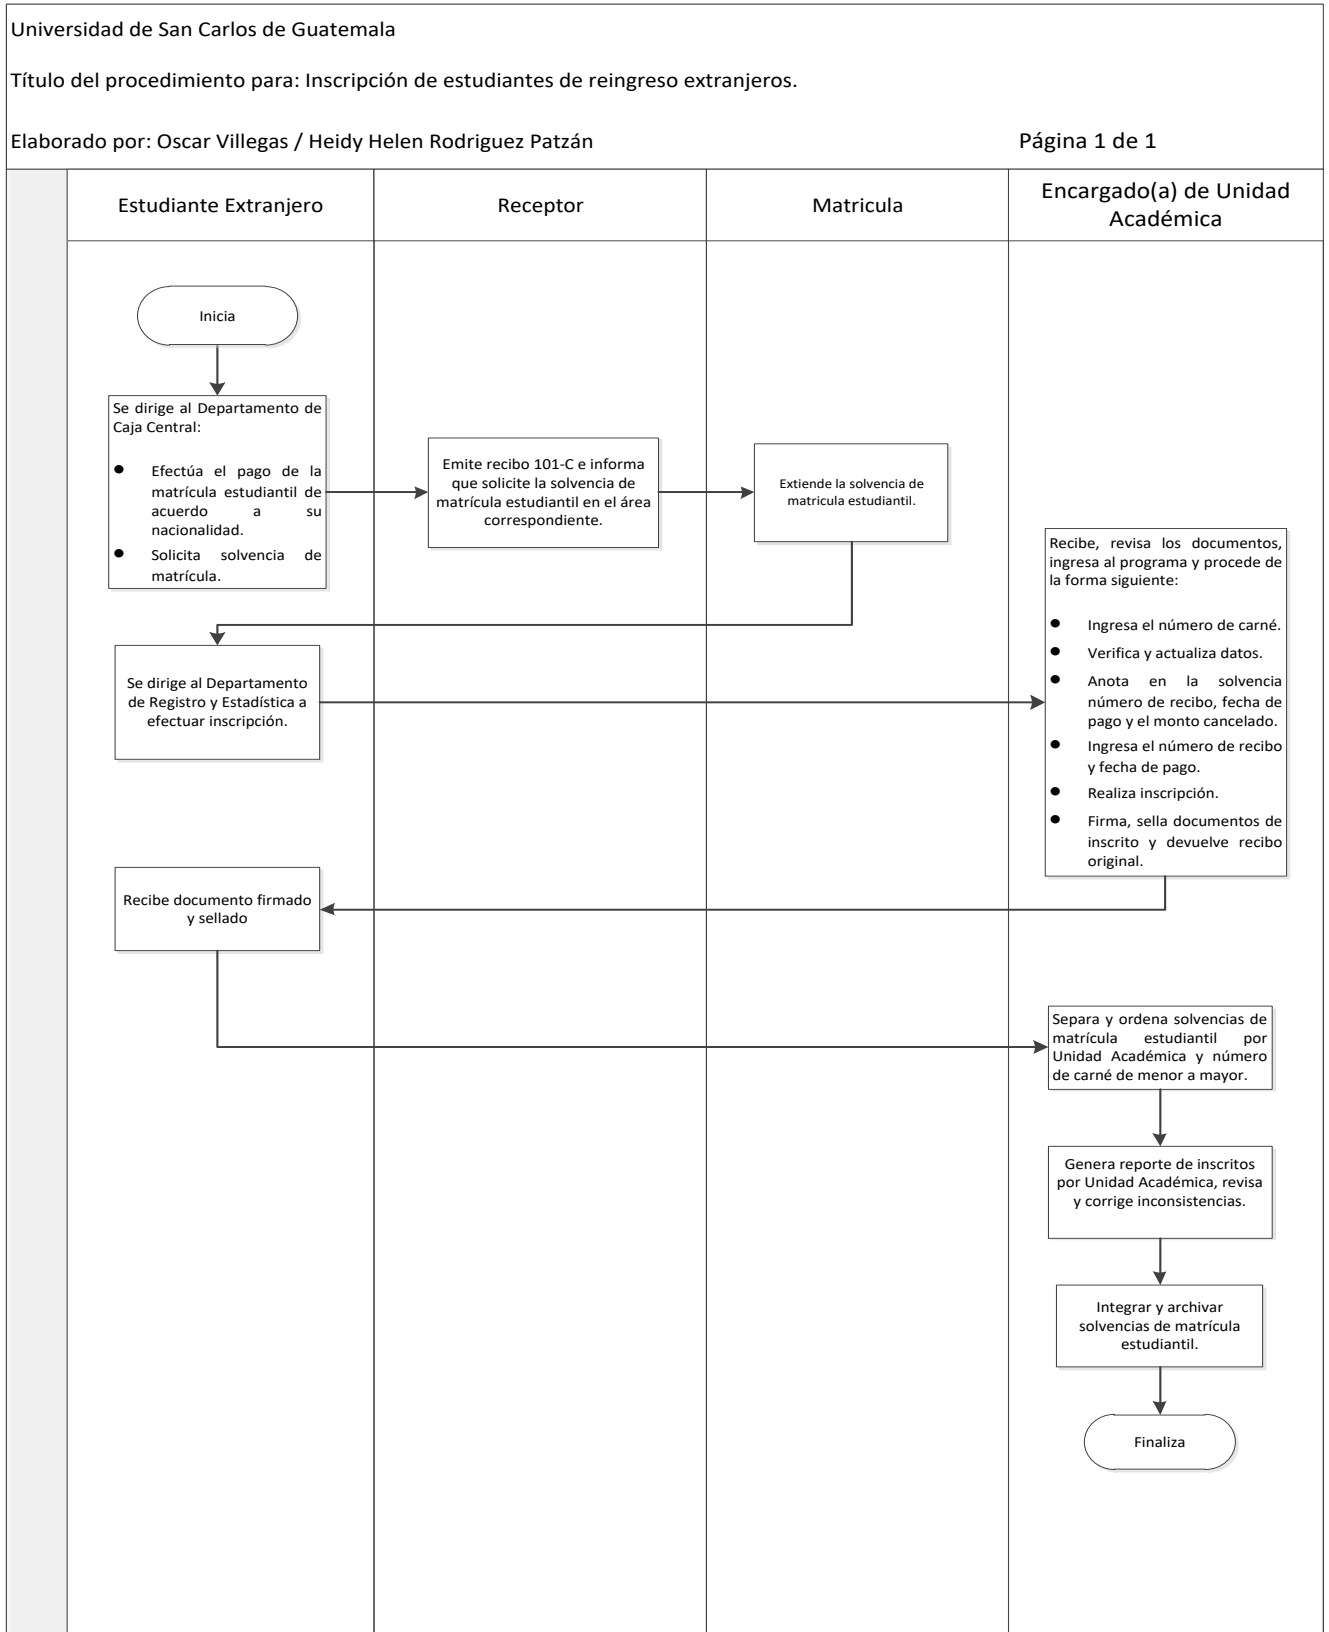 Universidad de San Carlos de Guatemala
Título del procedimiento para: Inscripción de estudiantes de reingreso extranjeros.
Elaborado por: Oscar Villegas / Heidy Helen Rodriguez Patzán
Página 1 de 1
Estudiante Extranjero
Receptor
Matricula
Encargado(a) de Unidad
Académica
Inicia
Se dirige al Departamento de
Caja Central:
● Efectúa el pago de la
matrícula estudiantil de
acuerdo a su
nacionalidad.
● Solicita solvencia de
matrícula.
Emite recibo 101-C e informa
que solicite la solvencia de
matrícula estudiantil en el área
correspondiente.
Extiende la solvencia de
matricula estudiantil.
Se dirige al Departamento
de Registro y Estadística a
efectuar inscripción.
Recibe, revisa los documentos,
ingresa al programa y procede de
la forma siguiente:
● Ingresa el número de carné.
● Verifica y actualiza datos.
● Anota en la solvencia
número de recibo, fecha de
pago y el monto cancelado.
● Ingresa el número de recibo
y fecha de pago.
● Realiza inscripción.
● Firma, sella documentos de
inscrito y devuelve recibo
original.
Recibe documento firmado
y sellado
Separa y ordena solvencias de
matrícula estudiantil por
Unidad Académica y número
de carné de menor a mayor.
Genera reporte de inscritos
por Unidad Académica, revisa
y corrige inconsistencias.
Integrar y archivar
solvencias de matrícula
estudiantil.
Finaliza